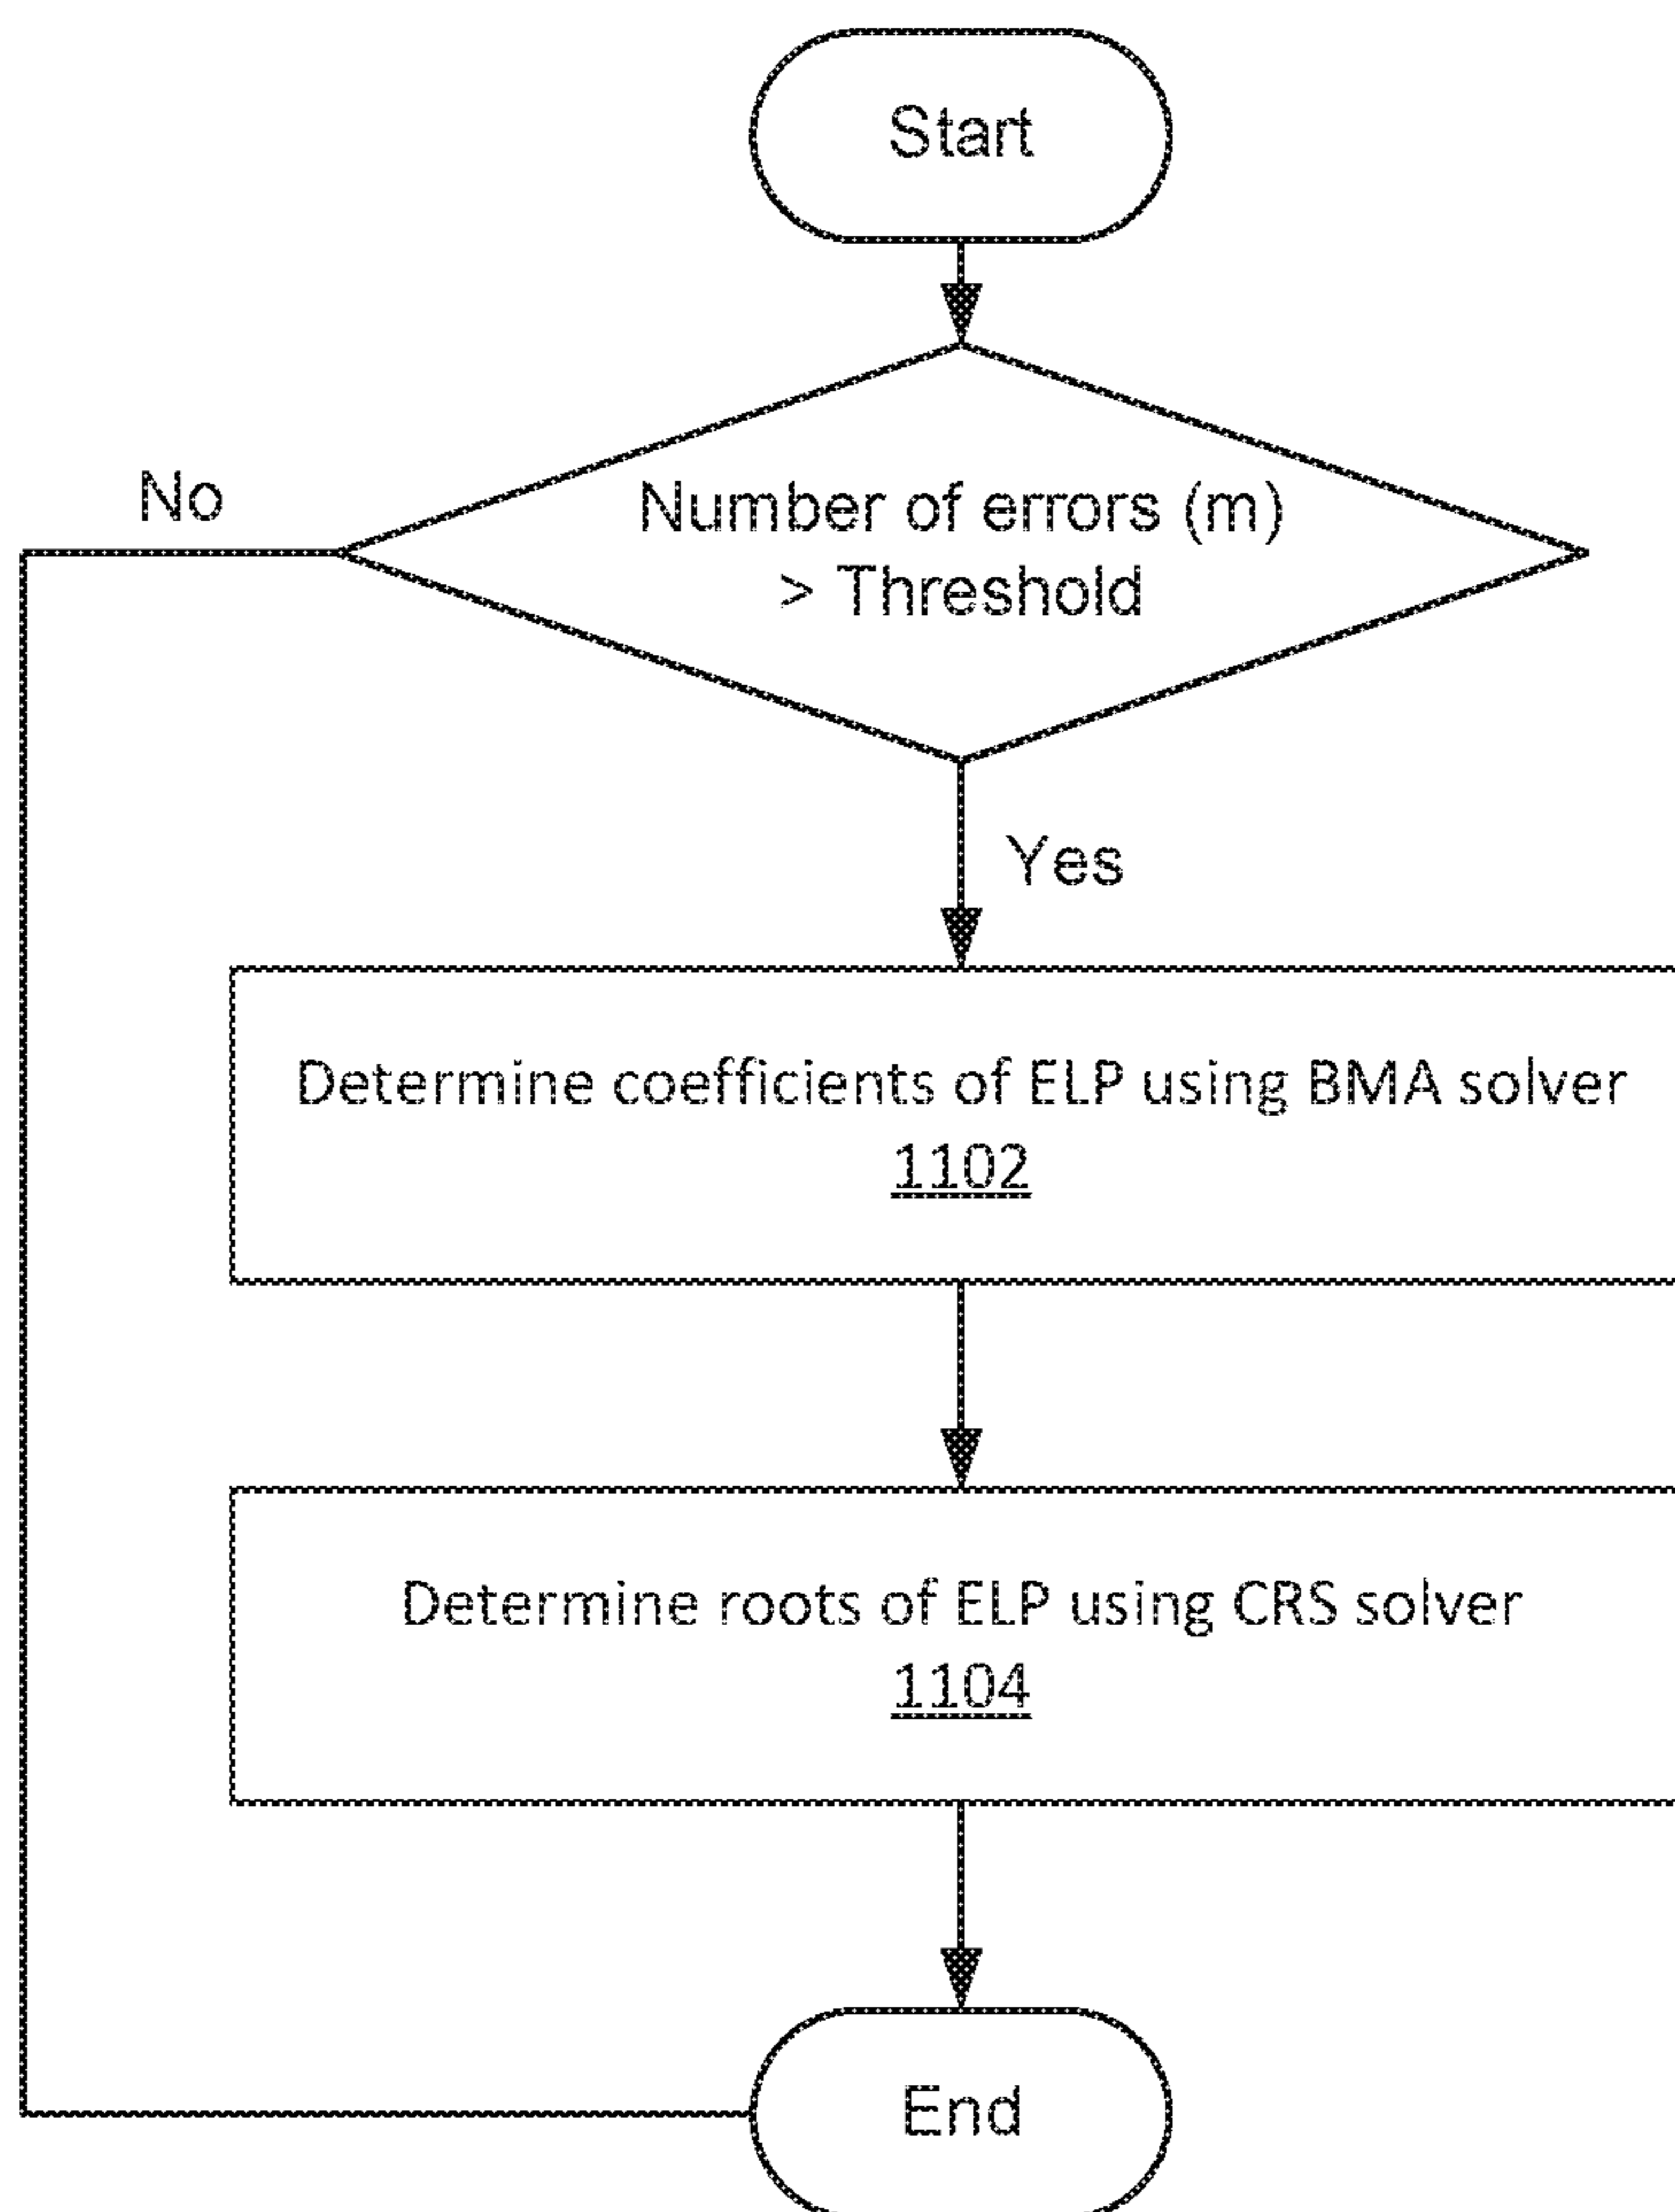 Start
Number of errors (m)
> Threshold
No
Yes
Determine coefficients of ELP using BMA solver
1102
Determine roots of ELP using CRS solver
1104
End